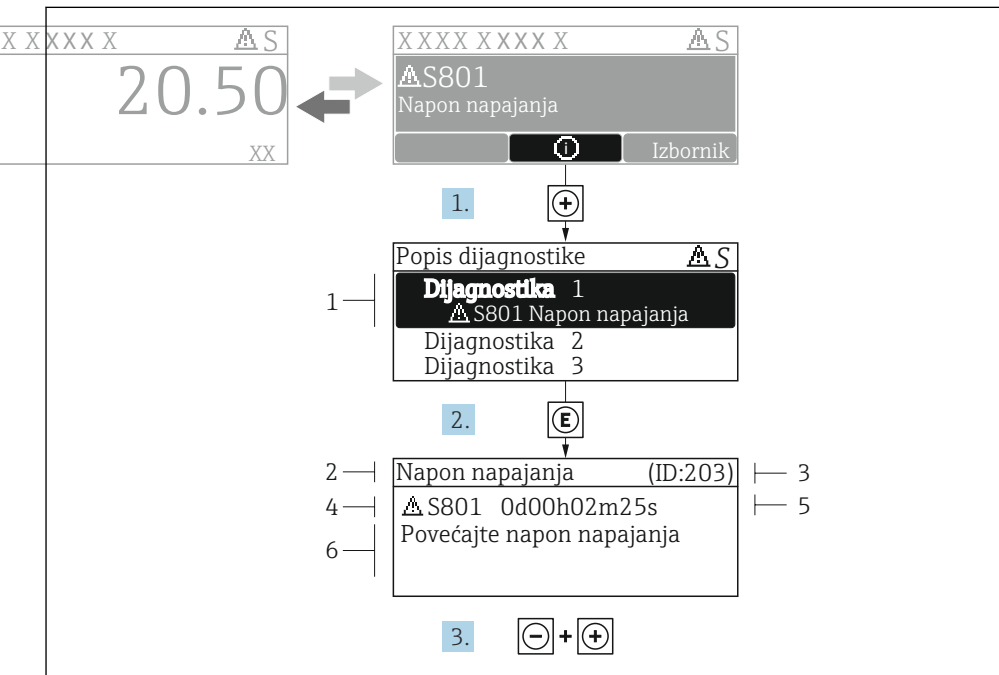 X X XXX X ⚠S
20.50
XX
XXXX XXXX X ⚠S
⚠S801
Napon napajanja
Izbornik
1.
+
Popis dijagnostike ⚠S
Dijagnostika 1
⚠S801 Napon napajanja
Dijagnostika 2
Dijagnostika 3
1
2.
E
2
Napon napajanja (ID:203)
3
4
⚠S801 0d00h02m25s
5
Povećajte napon napajanja
6
3.
- + +